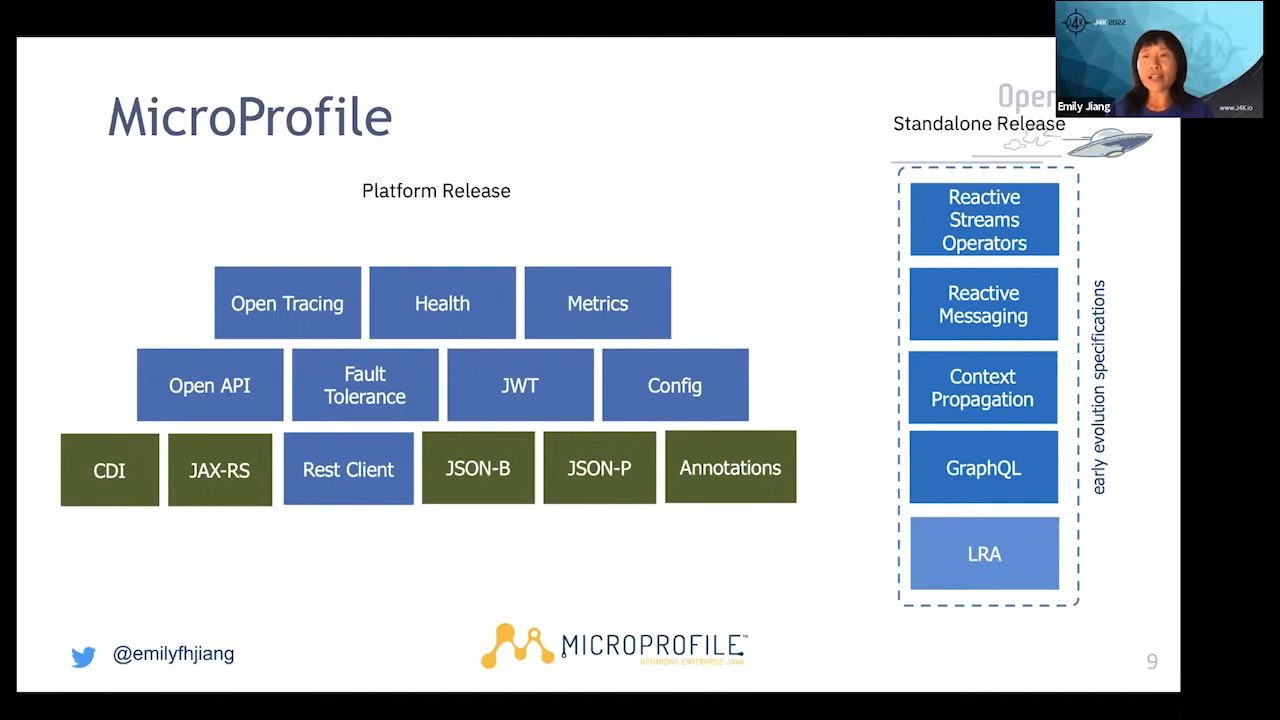 J4K 2022
Emily Jiang
www.J4K.io
MicroProfile
Open
Standalone Release
Platform Release
Open Tracing
Health
Metrics
Open API
Fault
Tolerance
JWT
Config
CDI
JAX-RS
Rest Client
JSON-B
JSON-P
Annotations
Reactive
Streams
Operators
Reactive
Messaging
Context
Propagation
GraphQL
LRA
early evolution specifications
@emilyfhjiang
MICROPROFILE™
OPTIMIZING ENTERPRISE JAVA
9